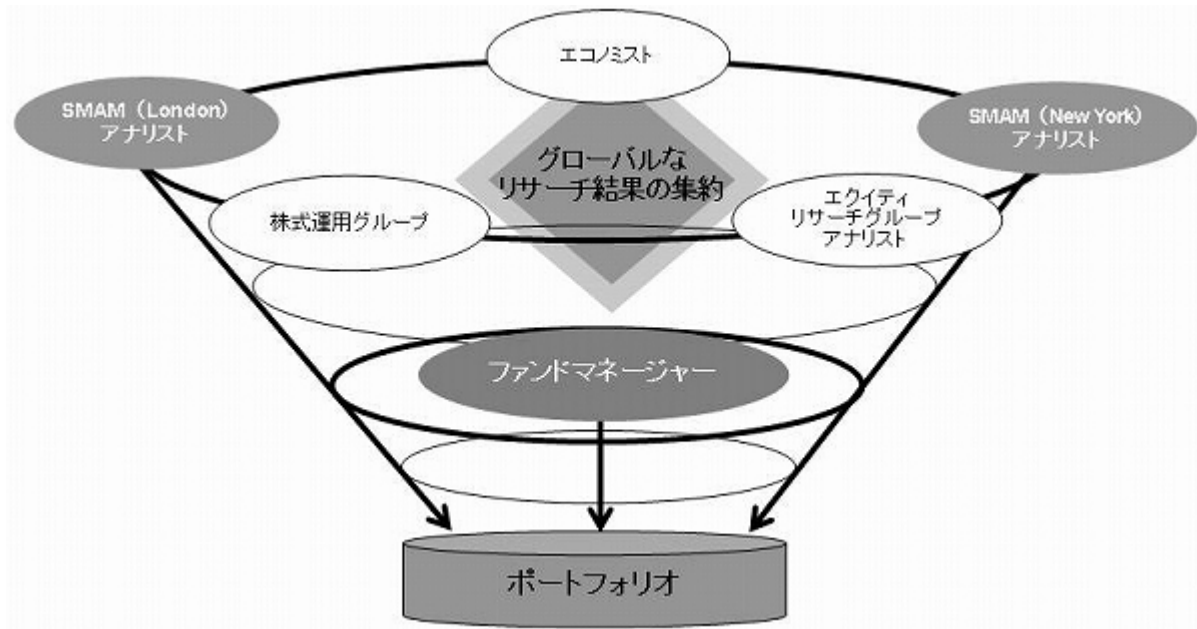 エコノミスト
SMAM（London）
アナリスト
SMAM（New York）
アナリスト
グローバルな
リサーチ結果の集約
株式運用グループ
エクイティ
リサーチグループ
アナリスト
ファンドマネージャー
ポートフォリオ